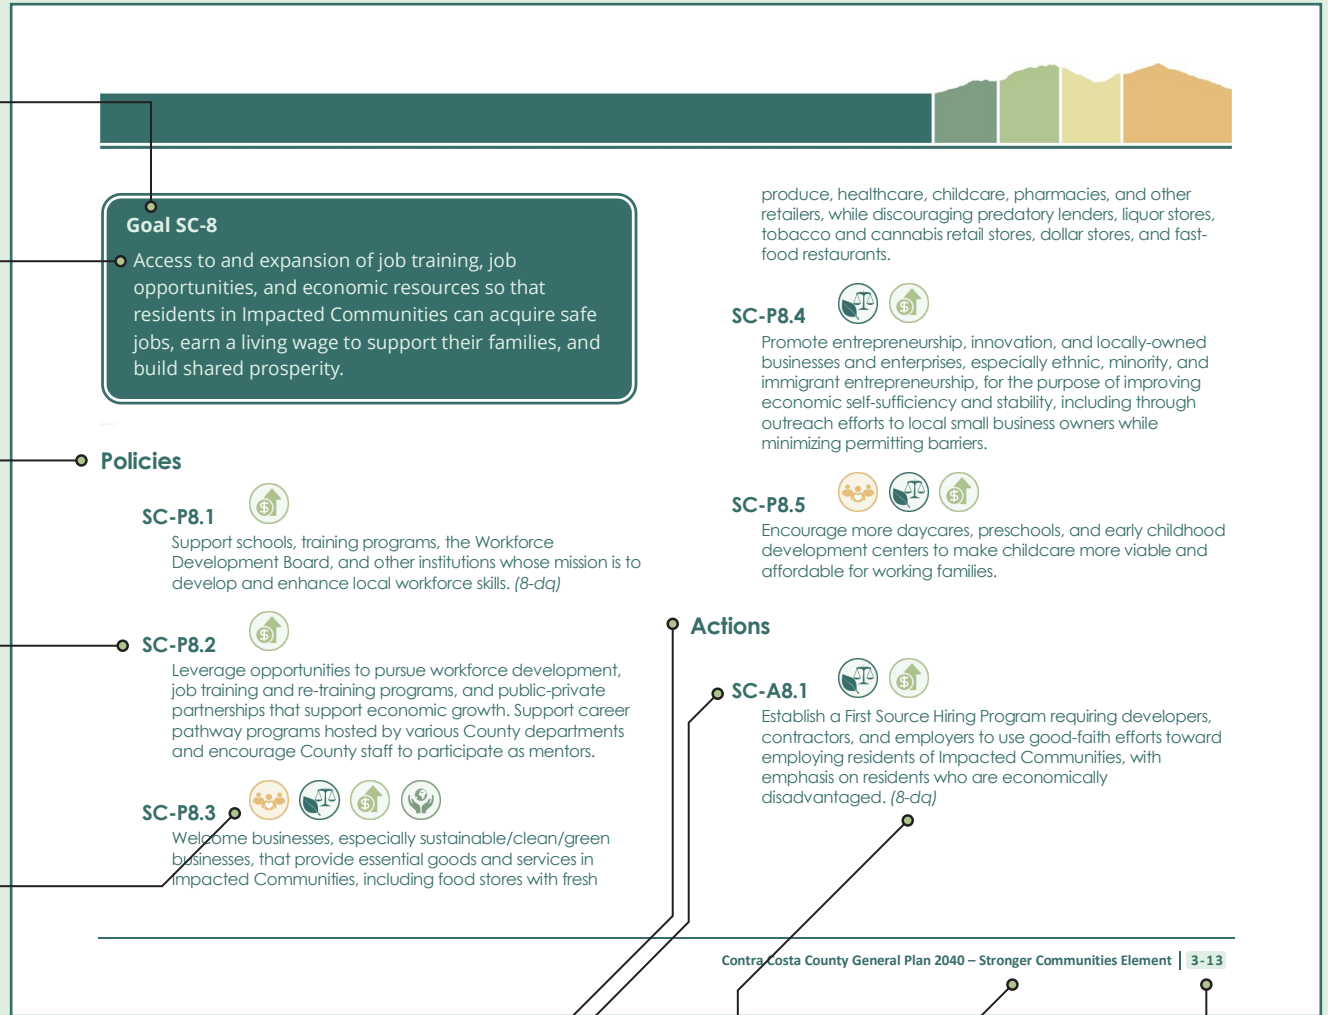 Goal SC-8
Access to and expansion of job training, job
opportunities, and economic resources so that
residents in Impacted Communities can acquire safe
jobs, earn a living wage to support their families, and
build shared prosperity.
Policies
SC-P8.1
Support schools, training programs, the Workforce
Development Board, and other institutions whose mission is to
develop and enhance local workforce skills. (8-dq)
SC-P8.2
Leverage opportunities to pursue workforce development,
job training and re-training programs, and public-private
partnerships that support economic growth. Support career
pathway programs hosted by various County departments
and encourage County staff to participate as mentors.
SC-P8.3
Welcome businesses, especially sustainable/clean/green
businesses, that provide essential goods and services in
Impacted Communities, including food stores with fresh
produce, healthcare, childcare, pharmacies, and other
retailers, while discouraging predatory lenders, liquor stores,
tobacco and cannabis retail stores, dollar stores, and fast-
food restaurants.
SC-P8.4
Promote entrepreneurship, innovation, and locally-owned
businesses and enterprises, especially ethnic, minority, and
immigrant entrepreneurship, for the purpose of improving
economic self-sufficiency and stability, including through
outreach efforts to local small business owners while
minimizing permitting barriers.
SC-P8.5
Encourage more daycares, preschools, and early childhood
development centers to make childcare more viable and
affordable for working families.
Actions
SC-A8.1
Establish a First Source Hiring Program requiring developers,
contractors, and employers to use good-faith efforts toward
employing residents of Impacted Communities, with
emphasis on residents who are economically
disadvantaged. (8-dq)
Contra Costa County General Plan 2040 – Stronger Communities Element 3-13